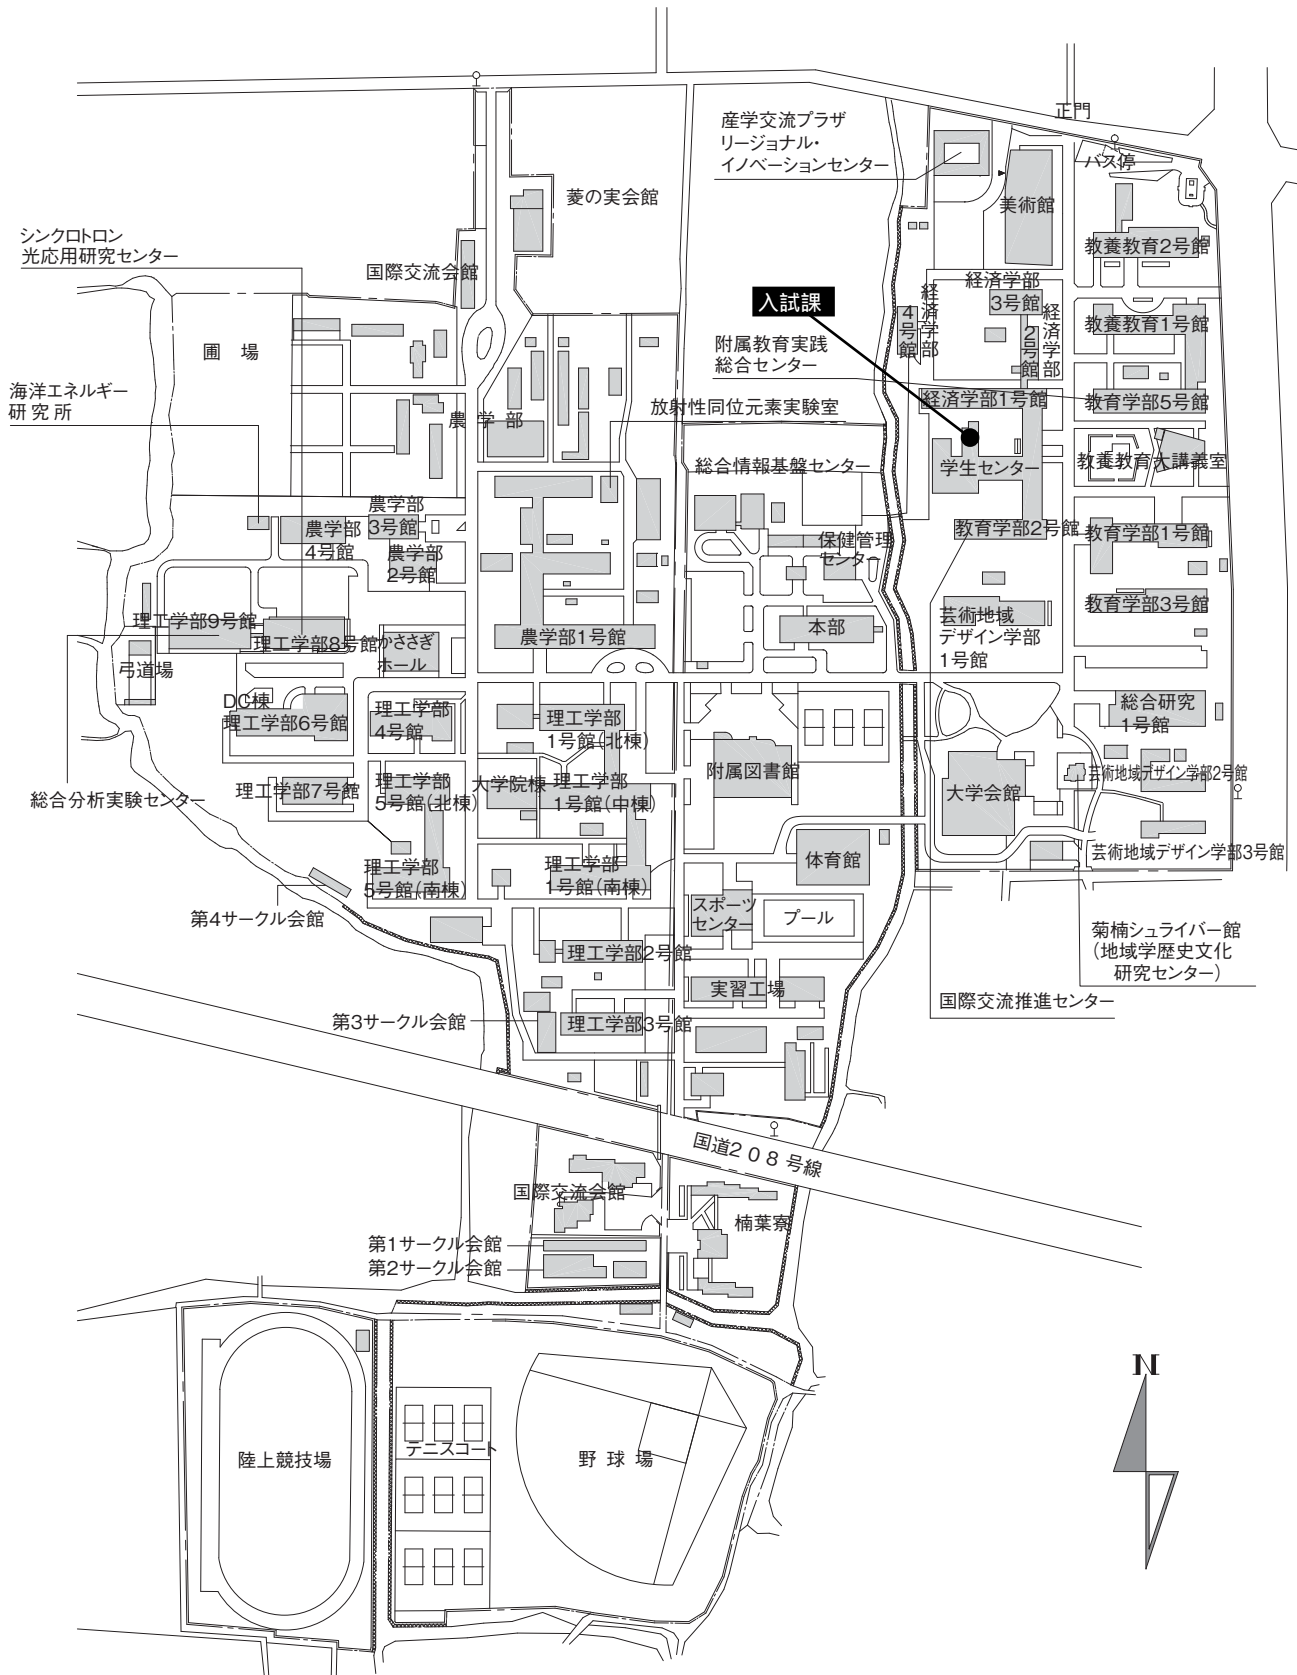 正門
産学交流プラザ
リージョナル・
イノベーションセンター
バス停
菱の実会館
美術館
シンクロトロン
光応用研究センター
教養教育2号館
国際交流会館
経済学部
3号館
入試課
経済学部
4号館
経済学部
2号館
教養教育1号館
附属教育実践
総合センター
圃 場
海洋エネルギー
研 究 所
経済学部1号館
教育学部5号館
放射性同位元素実験室
農 学 部
総合情報基盤センター
学生センター
教養教育大講義室
農学部
3号館
農学部
4号館
農学部
2号館
保健管理
センター
教育学部2号館
教育学部1号館
教育学部3号館
理工学部9号館
理工学部8号館
かささぎ
ホール
農学部1号館
本部
芸術地域
デザイン学部
1号館
弓道場
DC棟
理工学部6号館
理工学部
4号館
理工学部
1号館(北棟)
総合研究
1号館
理工学部7号館
理工学部
5号館(北棟)
大学院棟
理工学部
1号館(中棟)
附属図書館
大学会館
芸術地域デザイン学部2号館
総合分析実験センター
理工学部
5号館(南棟)
理工学部
1号館(南棟)
体育館
芸術地域デザイン学部3号館
第4サークル会館
スポーツ
センター
プール
菊楠シュライバー館
(地域学歴史文化
研究センター)
理工学部2号館
実習工場
国際交流推進センター
第3サークル会館
理工学部3号館
国道208号線
国際交流会館
楠葉寮
第1サークル会館
第2サークル会館
N
陸上競技場
テニスコート
野 球 場